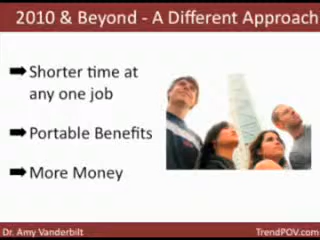 2010 & Beyond - A Different Approach
Shorter time at
any one job
Portable Benefits
More Money
Dr. Amy Vanderbilt
TrendPOV.com